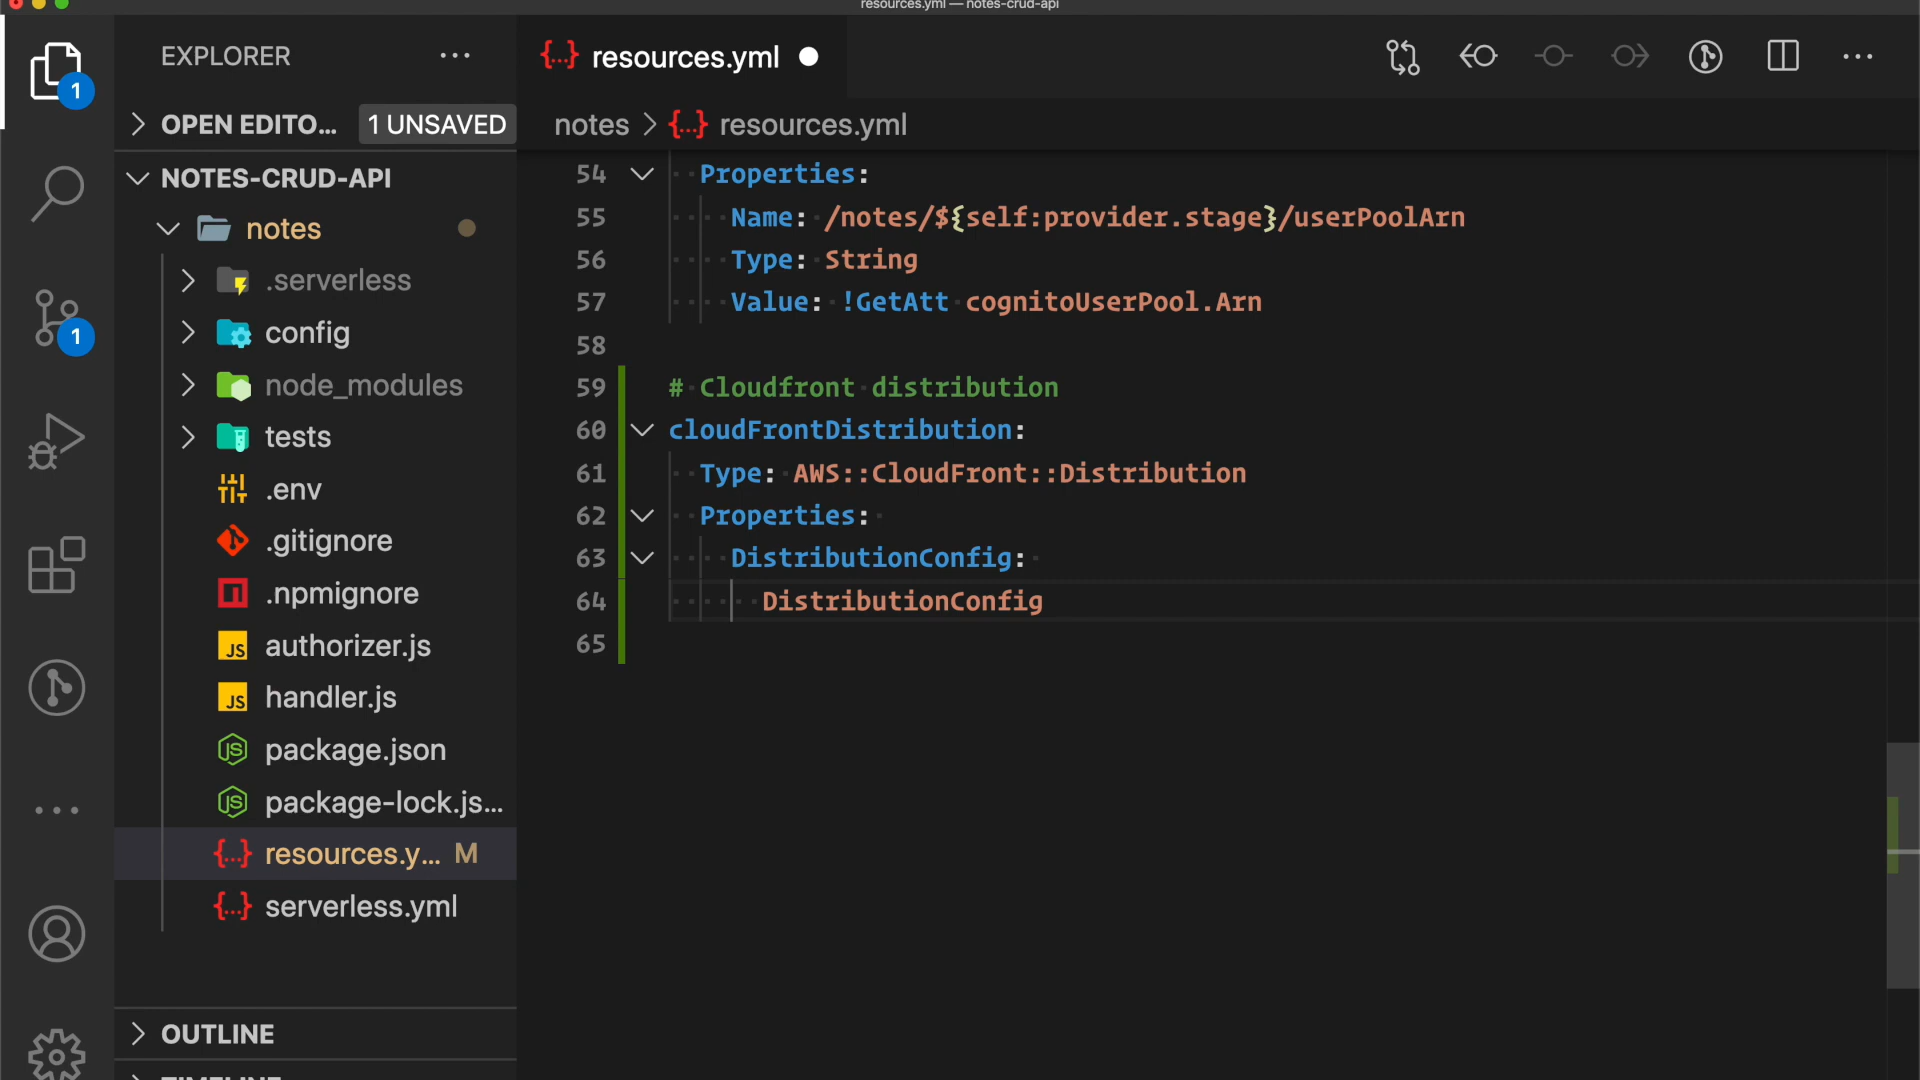 resources.yml — notes-crud-api
EXPLORER
resources.yml
OPEN EDITO... 1 UNSAVED
notes > resources.yml
NOTES-CRUD-API
notes
.serverless
config
node_modules
tests
.env
.gitignore
.npmignore
authorizer.js
handler.js
package.json
package-lock.js...
resources.y... M
serverless.yml
OUTLINE
TIMELINE
1
1
54 Properties:
55 Name: /notes/${self:provider.stage}/userPoolArn
56 Type: String
57 Value: !GetAtt cognitoUserPool.Arn
58
59 # Cloudfront distribution
60 cloudFrontDistribution:
61 Type: AWS::CloudFront::Distribution
62 Properties:
63 DistributionConfig:
64 DistributionConfig
65